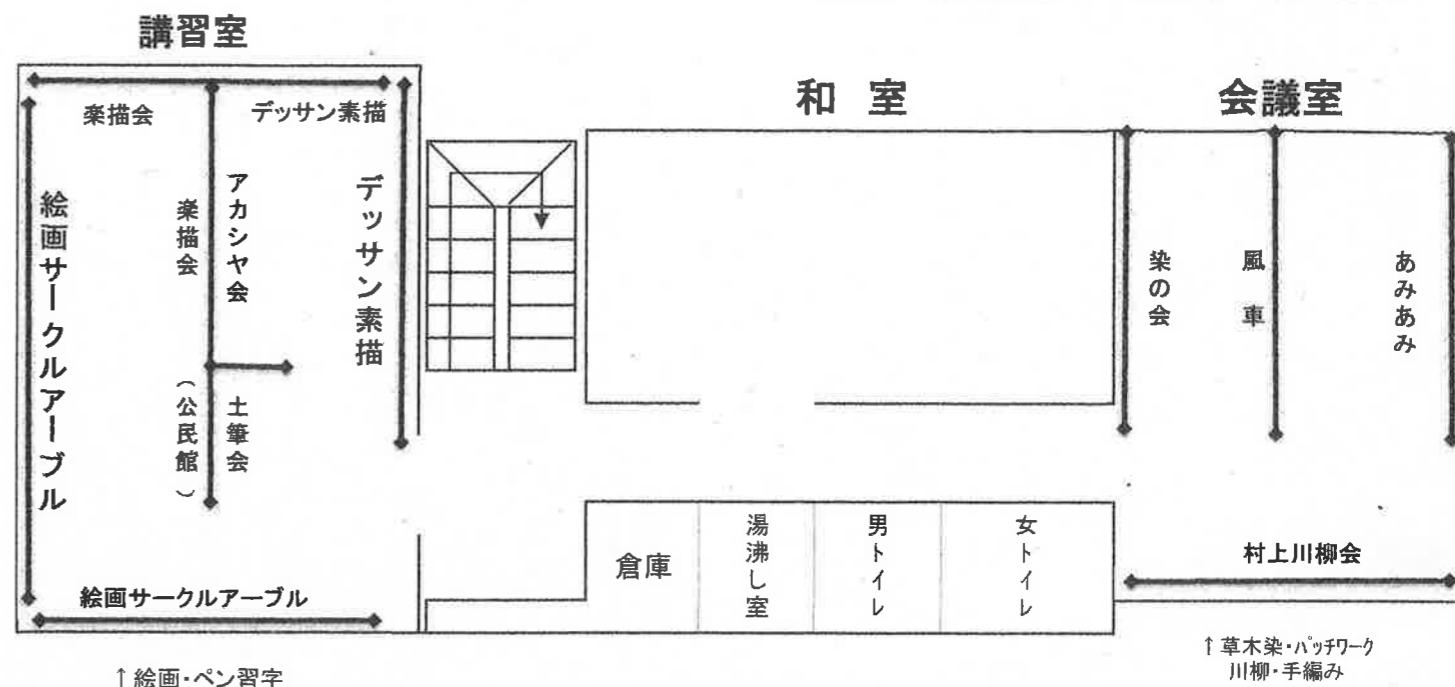 講習室
和室
会議室
楽描会
デッサン素描
絵画サークルアーブル
楽描会
アカシヤ会
デッサン素描
(公民館)
土筆会
絵画サークルアーブル
↑絵画・ペン習字
染の会
風車
あみあみ
倉庫
湯沸し室
男トイレ
女トイレ
村上川柳会
↑草木染・パッチワーク
川柳・手編み